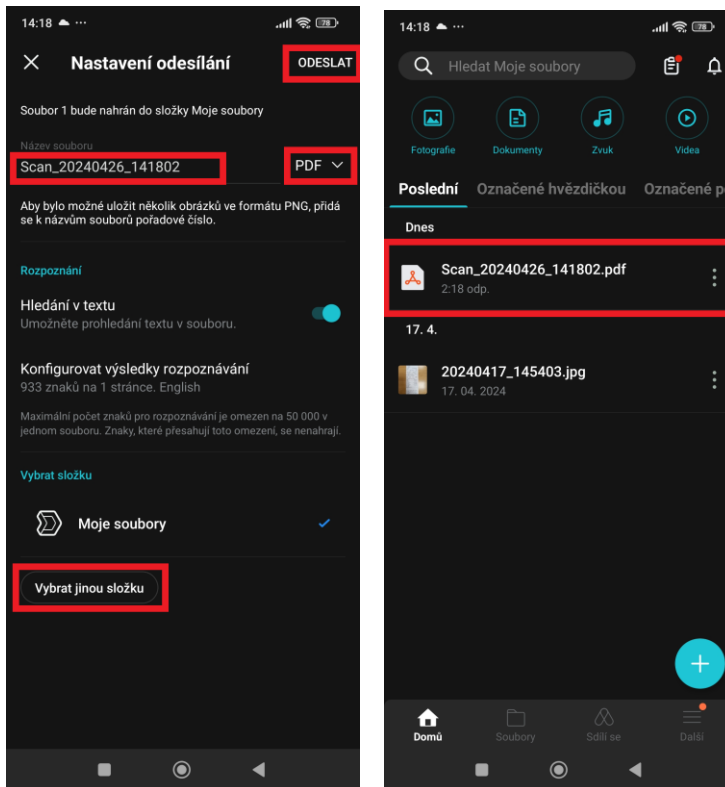 14:18
78
Nastavení odesílání
ODESLAT
Soubor 1 bude nahrán do složky Moje soubory
Název souboru
Scan_20240426_141802
PDF
Aby bylo možné uložit několik obrázků ve formátu PNG, přidá
se k názvům souborů pořadové číslo.
Rozpoznání
Hledání v textu
Umožněte prohledání textu v souboru.
Konfigurovat výsledky rozpoznávání
933 znaků na 1 stránce. English
Maximální počet znaků pro rozpoznávání je omezen na 50 000 v
jednom souboru. Znaky, které přesahují toto omezení, se nenahrají.
Vybrat složku
Moje soubory
Vybrat jinou složku
14:18
78
Hledat Moje soubory
Fotografie
Dokumenty
Zvuk
Videa
Poslední
Označené hvězdičkou
Označené p
Dnes
Scan_20240426_141802.pdf
2:18 odp.
17. 4.
20240417_145403.jpg
17. 04. 2024
Domů
Soubory
Sdílí se
Další